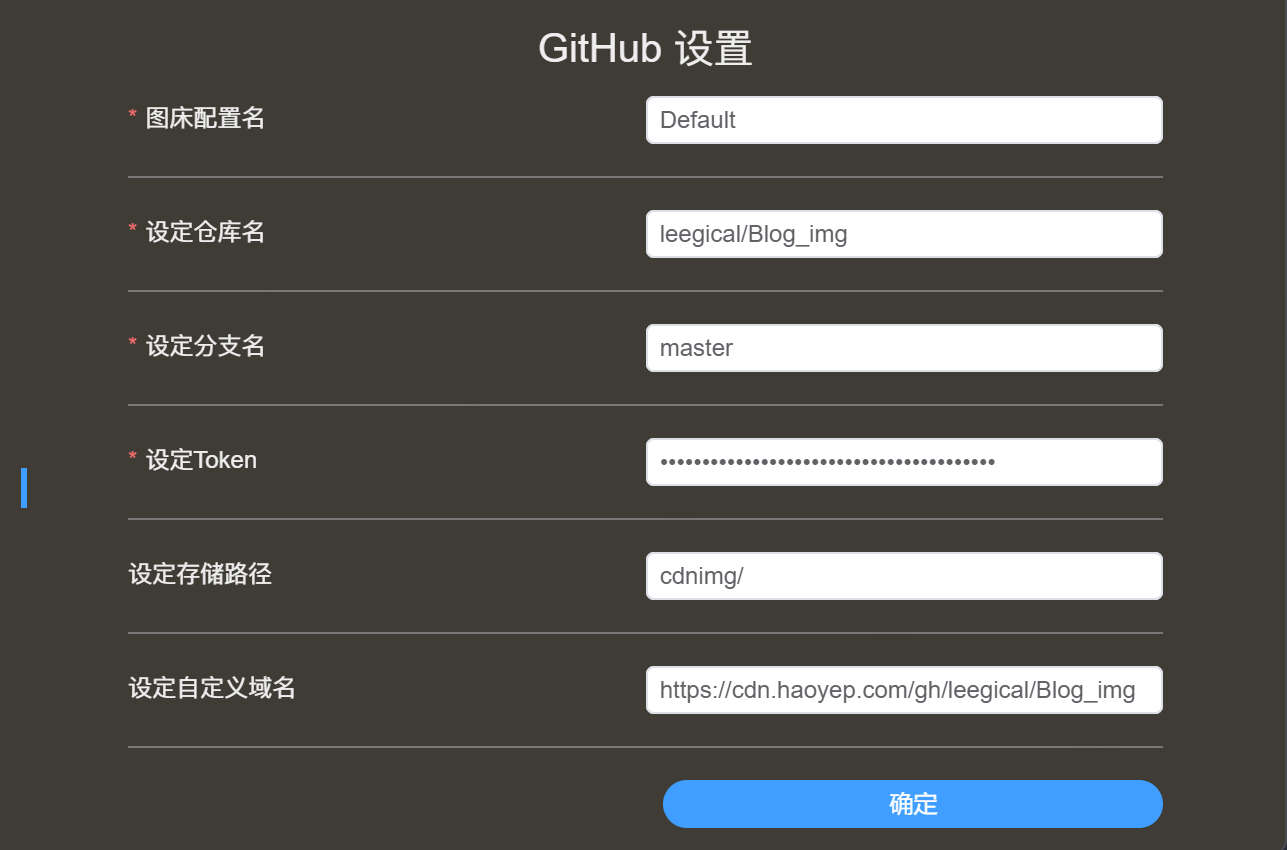 GitHub 设置
* 图床配置名
Default
* 设定仓库名
leegical/Blog_img
* 设定分支名
master
* 设定Token
••••••••••••••••••••••••••••••••••••••••
设定存储路径
cdnimg/
设定自定义域名
https://cdn.haoyep.com/gh/leegical/Blog_img
确定